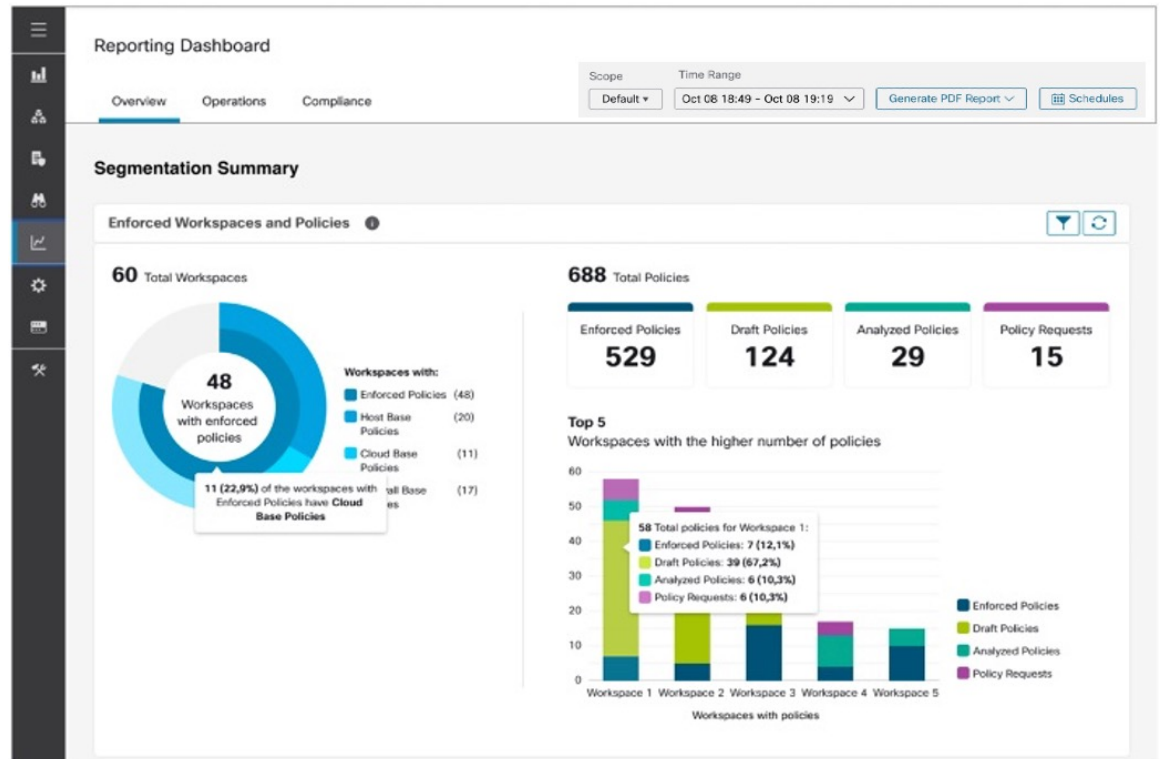 Reporting Dashboard
Overview Operations Compliance
Scope Time Range
Default Oct 08 18:49 - Oct 08 19:19 Generate PDF Report Schedules
Segmentation Summary
Enforced Workspaces and Policies
60 Total Workspaces
48
Workspaces
with enforced
policies
Workspaces with:
Enforced Policies (48)
Host Base (20)
Policies
Cloud Base (11)
Policies
all Base (17)
es
11 (22,9%) of the workspaces with
Enforced Policies have Cloud
Base Policies
688 Total Policies
Enforced Policies
529
Draft Policies
124
Analyzed Policies
29
Policy Requests
15
Top 5
Workspaces with the higher number of policies
60
50
40
30
20
10
0
58 Total policies for Workspace 1:
Enforced Policies: 7 (12,1%)
Draft Policies: 39 (67,2%)
Analyzed Policies: 6 (10,3%)
Policy Requests: 6 (10,3%)
Workspace 1 Workspace 2 Workspace 3 Workspace 4 Workspace 5
Workspaces with policies
Enforced Policies
Draft Policies
Analyzed Policies
Policy Requests